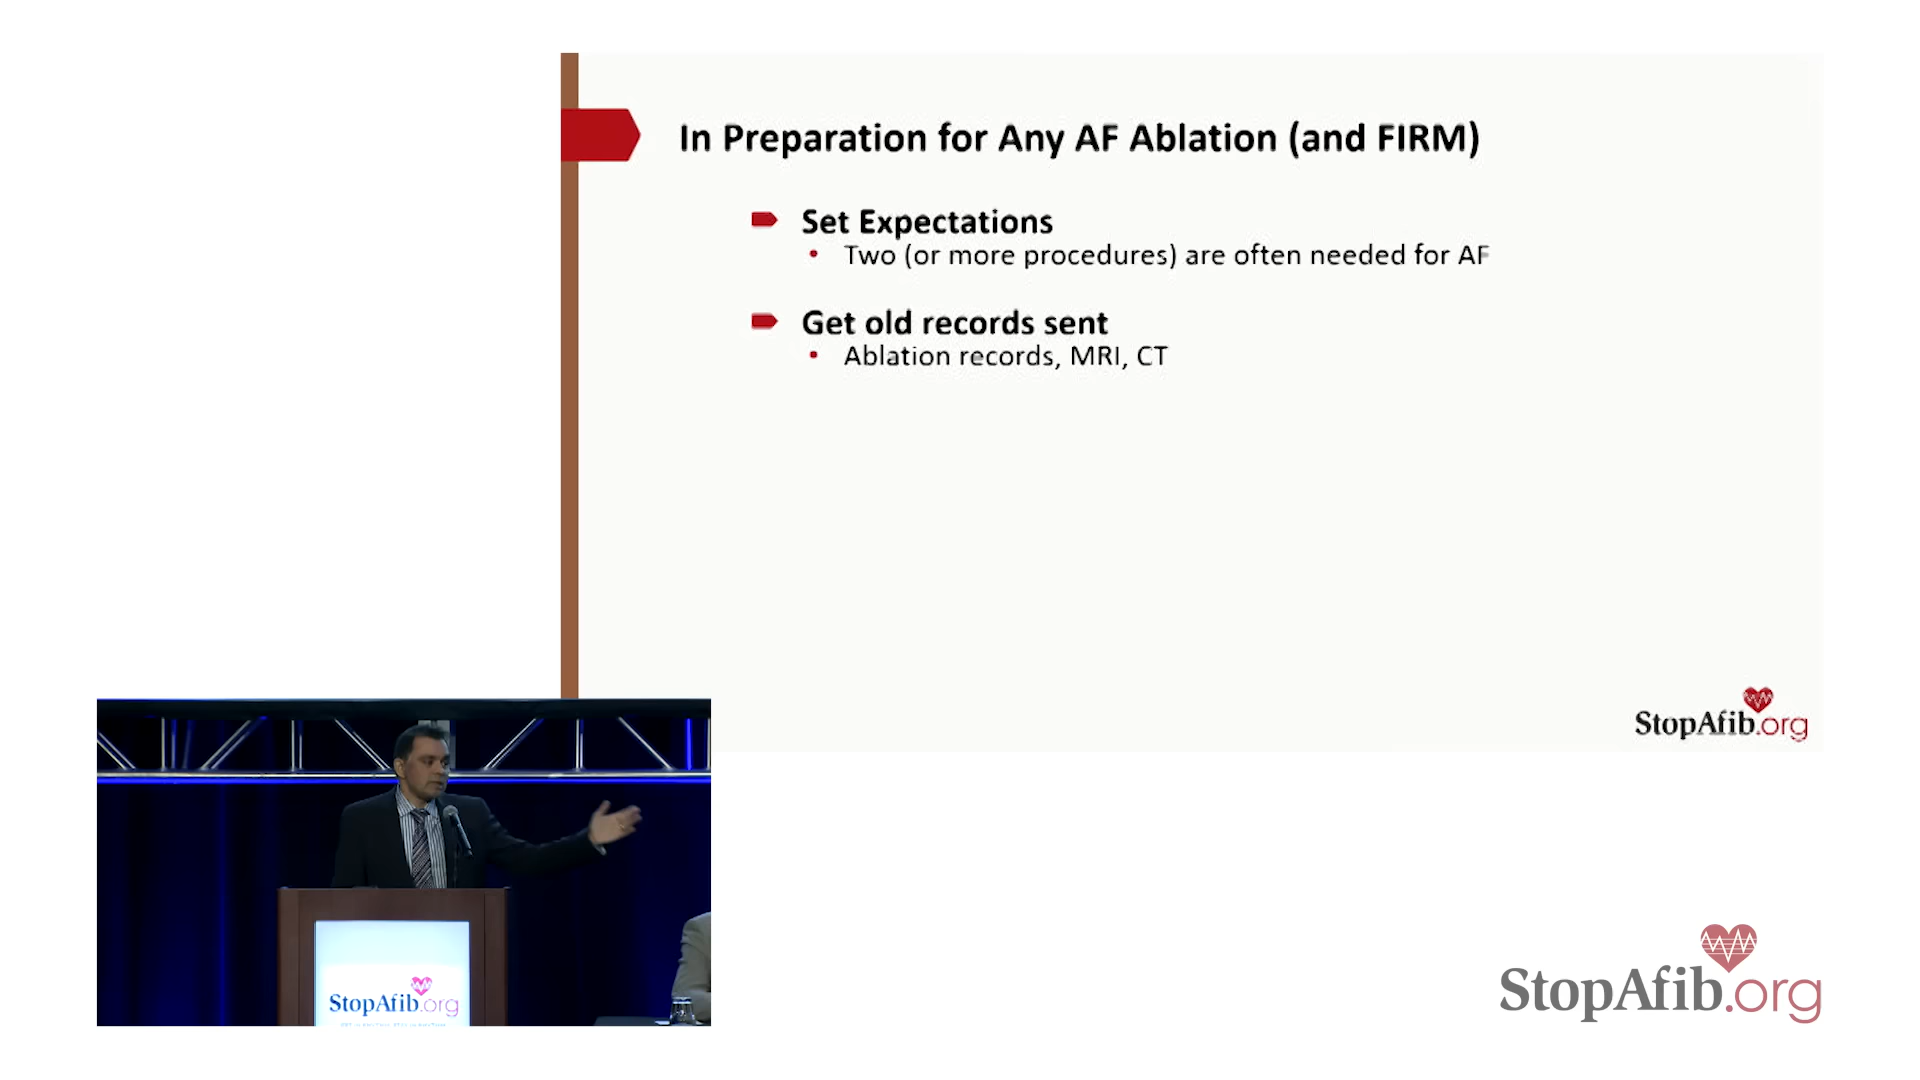 In Preparation for Any AF Ablation (and FIRM)
Set Expectations
• Two (or more procedures) are often needed for AF
Get old records sent
• Ablation records, MRI, CT
StopAfib.org
StopAfib.org
StopAfib.org